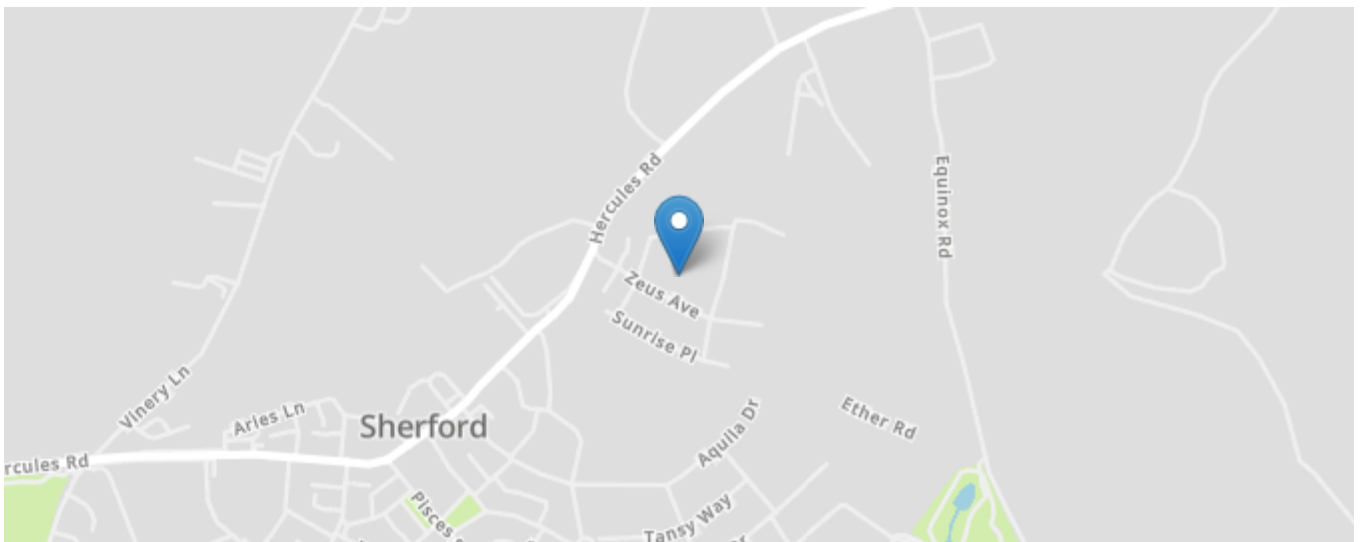 Hercules Rd
Equinox Rd
Zeus Ave
Sunrise Pl
Vinery Ln
Aries Ln
Sherford
Ether Rd
Aquila Dr
rcules Rd
Pisces
Tansy Way